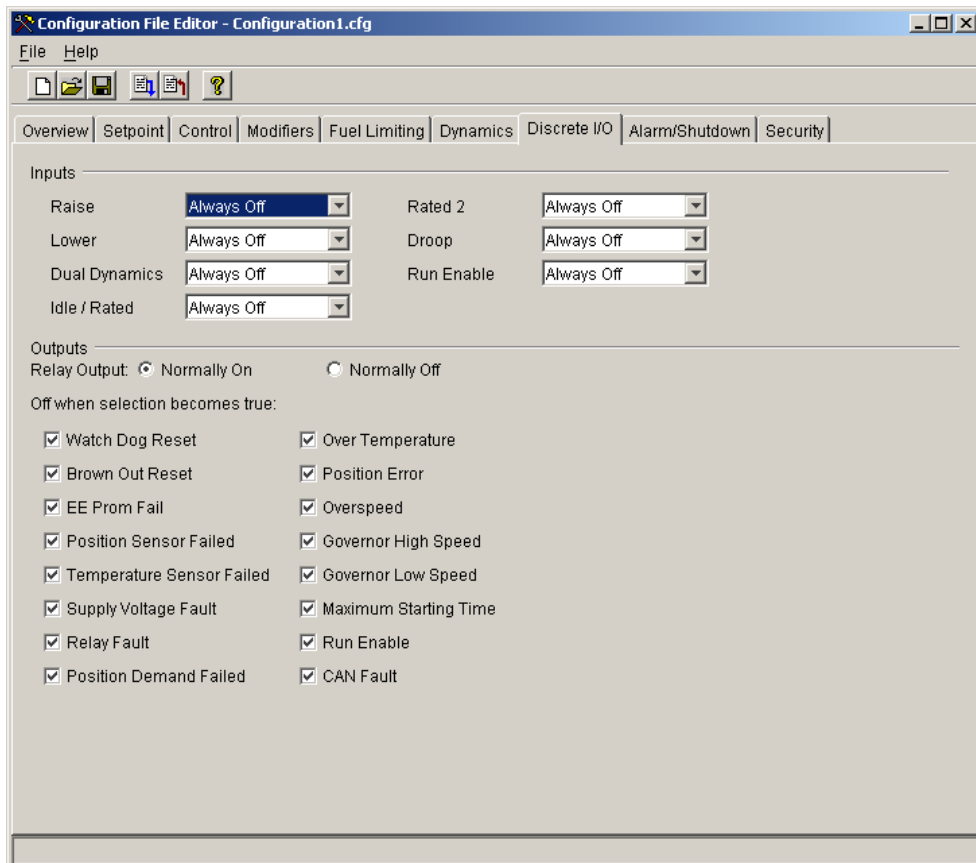 Configuration File Editor - Configuration1.cfg
File Help
Overview Setpoint Control Modifiers Fuel Limiting Dynamics Discrete I/O Alarm/Shutdown Security
Inputs
Raise Always Off Rated 2 Always Off
Lower Always Off Droop Always Off
Dual Dynamics Always Off Run Enable Always Off
Idle / Rated Always Off
Outputs
Relay Output: Normally On Normally Off
Off when selection becomes true:
Watch Dog Reset Over Temperature
Brown Out Reset Position Error
EE Prom Fail Overspeed
Position Sensor Failed Governor High Speed
Temperature Sensor Failed Governor Low Speed
Supply Voltage Fault Maximum Starting Time
Relay Fault Run Enable
Position Demand Failed CAN Fault